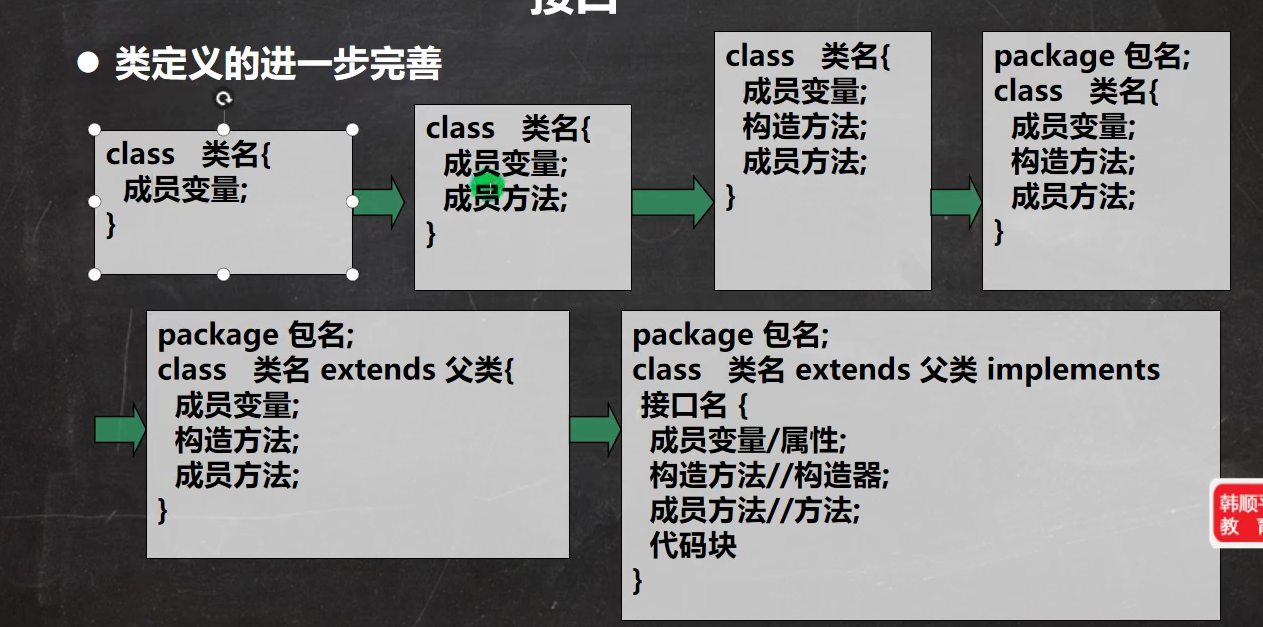 接口
类定义的进一步完善
class 类名{
成员变量;
}
class 类名{
成员变量;
成员方法;
}
class 类名{
成员变量;
构造方法;
成员方法;
}
package 包名;
class 类名{
成员变量;
构造方法;
成员方法;
}
package 包名;
class 类名 extends 父类{
成员变量;
构造方法;
成员方法;
}
package 包名;
class 类名 extends 父类 implements
接口名 {
成员变量/属性;
构造方法//构造器;
成员方法//方法;
代码块
}
韩顺平
教 育